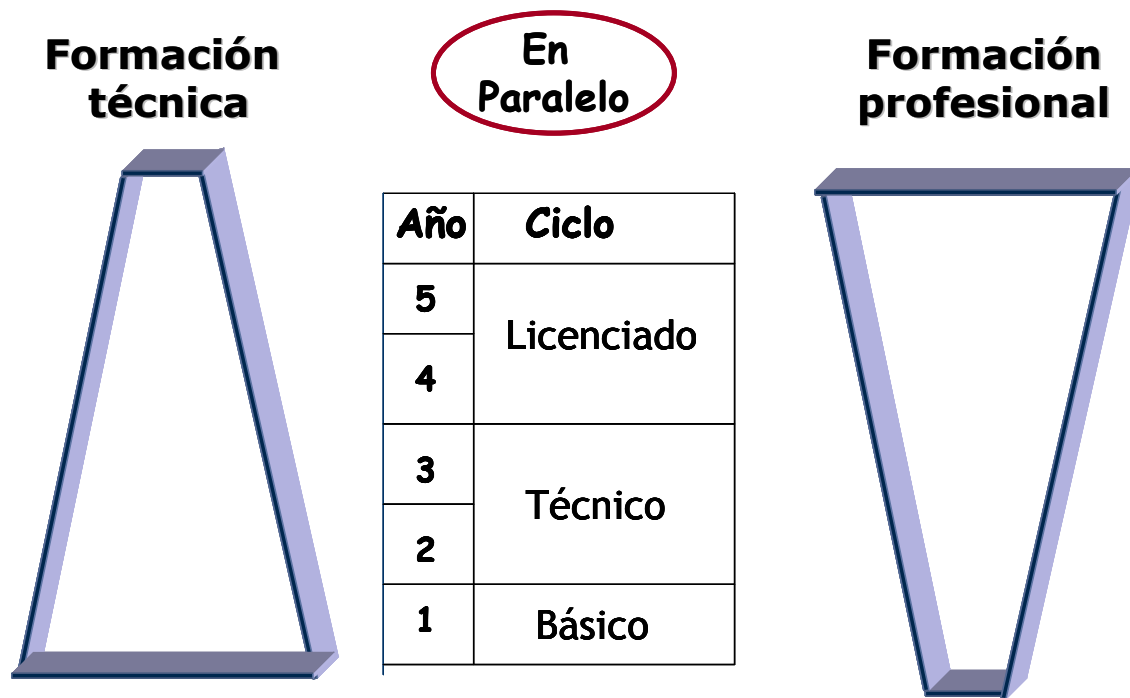 Formación
técnica
En
Paralelo
Formación
profesional
Año Ciclo
5
Licenciado
4
3
Técnico
2
1 Básico